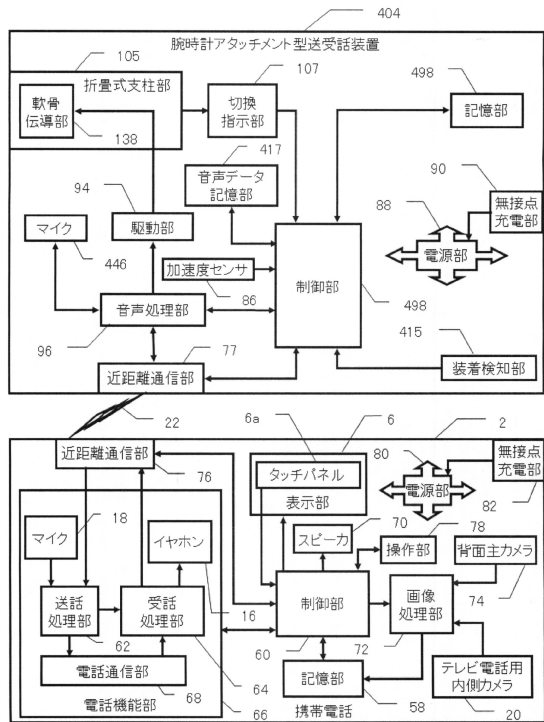 404
腕時計アタッチメント型送受話装置
105
折畳式支柱部
軟骨
伝導部
138
107
切換
指示部
498
記憶部
417
音声データ
記憶部
94
駆動部
マイク
446
加速度センサ
86
制御部
498
90
無接点
充電部
88
電源部
音声処理部
96
77
近距離通信部
415
装着検知部
22
6a
6
2
近距離通信部
76
タッチパネル
表示部
80
電源部
無接点
充電部
82
18
マイク
イヤホン
16
70
スピーカ
78
操作部
背面主カメラ
74
送話
処理部
62
受話
処理部
64
制御部
60
画像
処理部
72
電話通信部
68
電話機能部
66
記憶部
58
携帯電話
テレビ電話用
内側カメラ
20